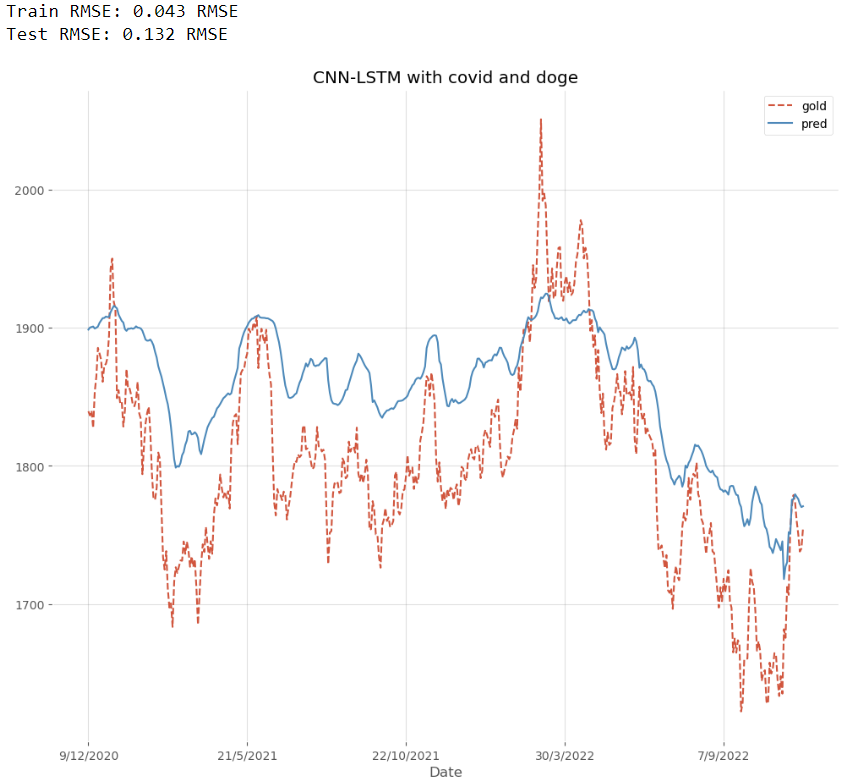 Train RMSE: 0.043 RMSE
Test RMSE: 0.132 RMSE
CNN-LSTM with covid and doge
gold
pred
2000
1900
1800
1700
9/12/2020 21/5/2021 22/10/2021 30/3/2022 7/9/2022
Date